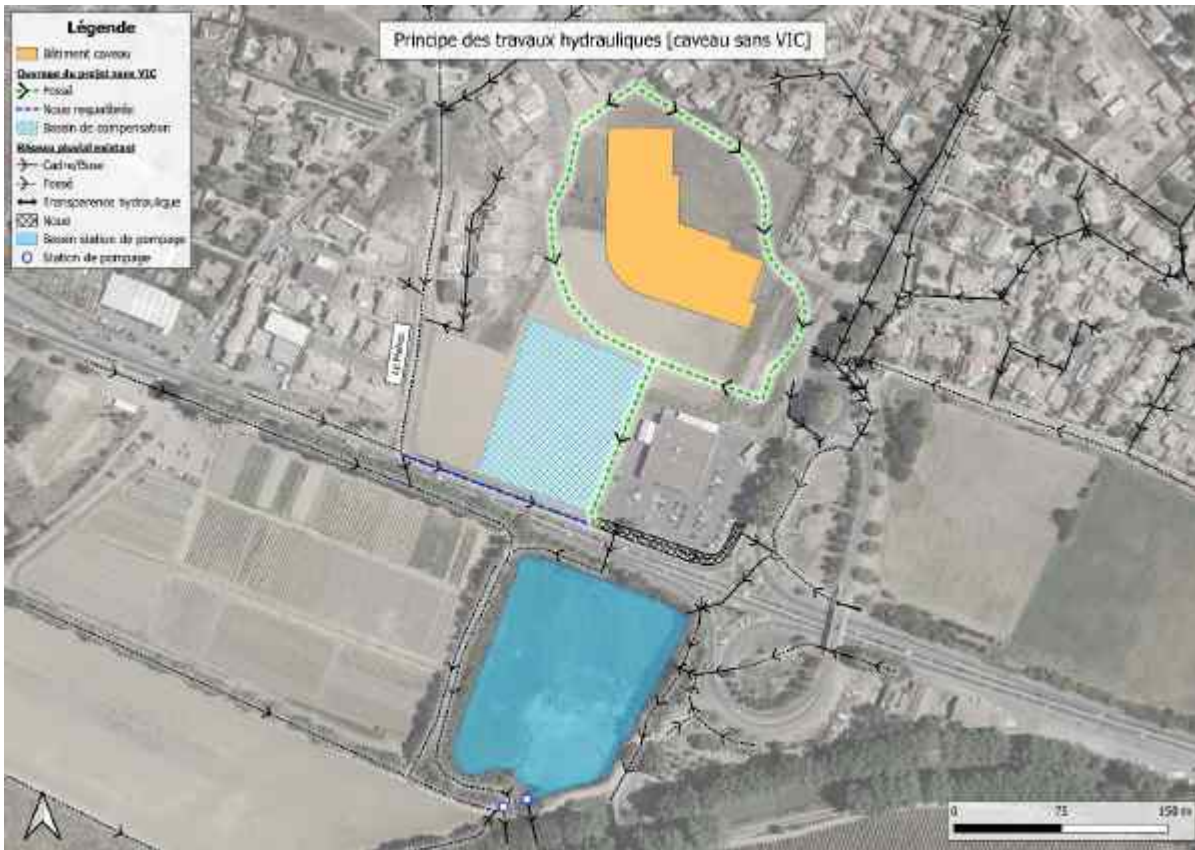 Légende
Bâtiment caveau
Ouvrage du projet sans VIC
Fossé
Noue requalibrée
Bassin de compensation
Réseau pluvial existant
Cadre/Buse
Fossé
Transparence hydraulique
Noue
Bassin station de pompage
Station de pompage
Principe des travaux hydrauliques [caveau sans VIC]
0 75 150 m